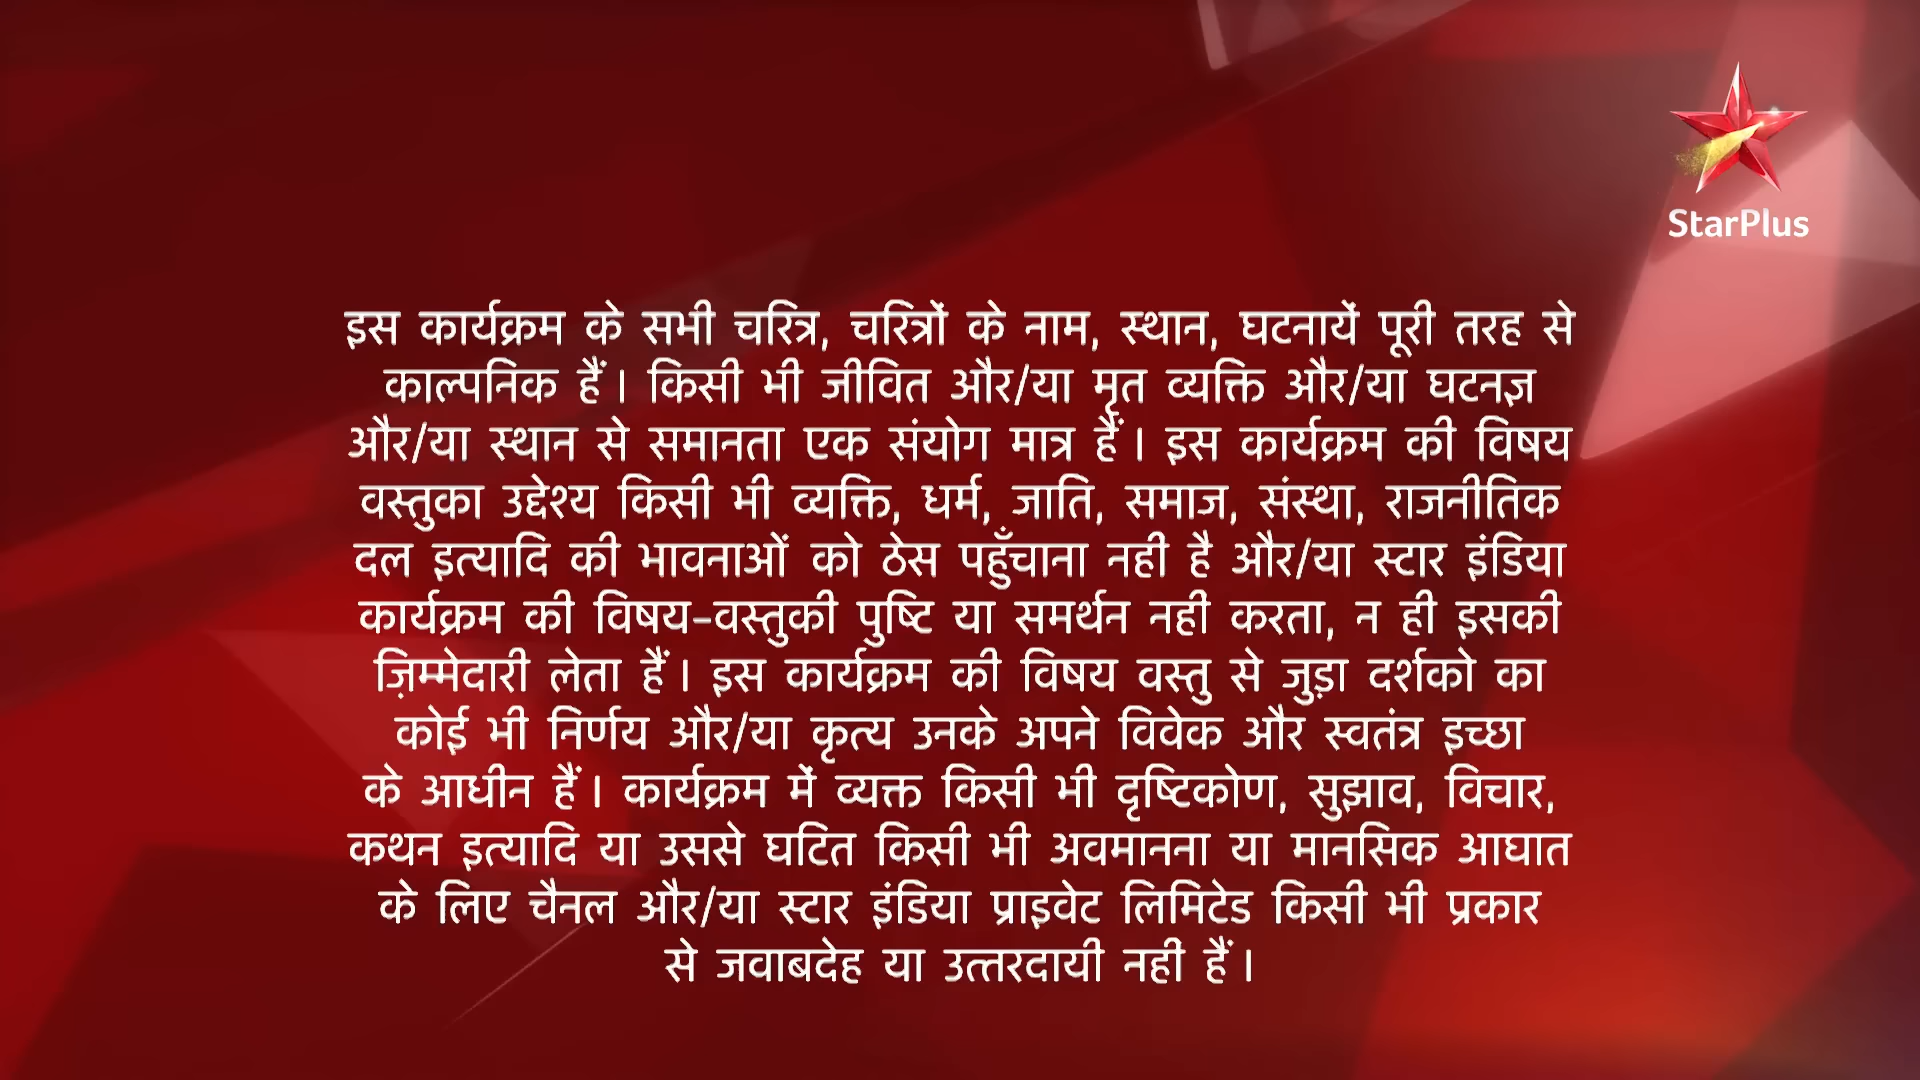 StarPlus
इस कार्यक्रम के सभी चरित्र, चरित्रों के नाम, स्थान, घटनायें पूरी तरह से
काल्पनिक हैं। किसी भी जीवित और/या मृत व्यक्ति और/या घटनज्ञ
और/या स्थान से समानता एक संयोग मात्र हैं। इस कार्यक्रम की विषय
वस्तुका उद्देश्य किसी भी व्यक्ति, धर्म, जाति, समाज, संस्था, राजनीतिक
दल इत्यादि की भावनाओं को ठेस पहुँचाना नही है और/या स्टार इंडिया
कार्यक्रम की विषय-वस्तुकी पुष्टि या समर्थन नही करता, न ही इसकी
ज़िम्मेदारी लेता हैं। इस कार्यक्रम की विषय वस्तु से जुड़ा दर्शको का
कोई भी निर्णय और/या कृत्य उनके अपने विवेक और स्वतंत्र इच्छा
के आधीन हैं। कार्यक्रम में व्यक्त किसी भी दृष्टिकोण, सुझाव, विचार,
कथन इत्यादि या उससे घटित किसी भी अवमानना या मानसिक आघात
के लिए चैनल और/या स्टार इंडिया प्राइवेट लिमिटेड किसी भी प्रकार
से जवाबदेह या उत्तरदायी नही हैं।